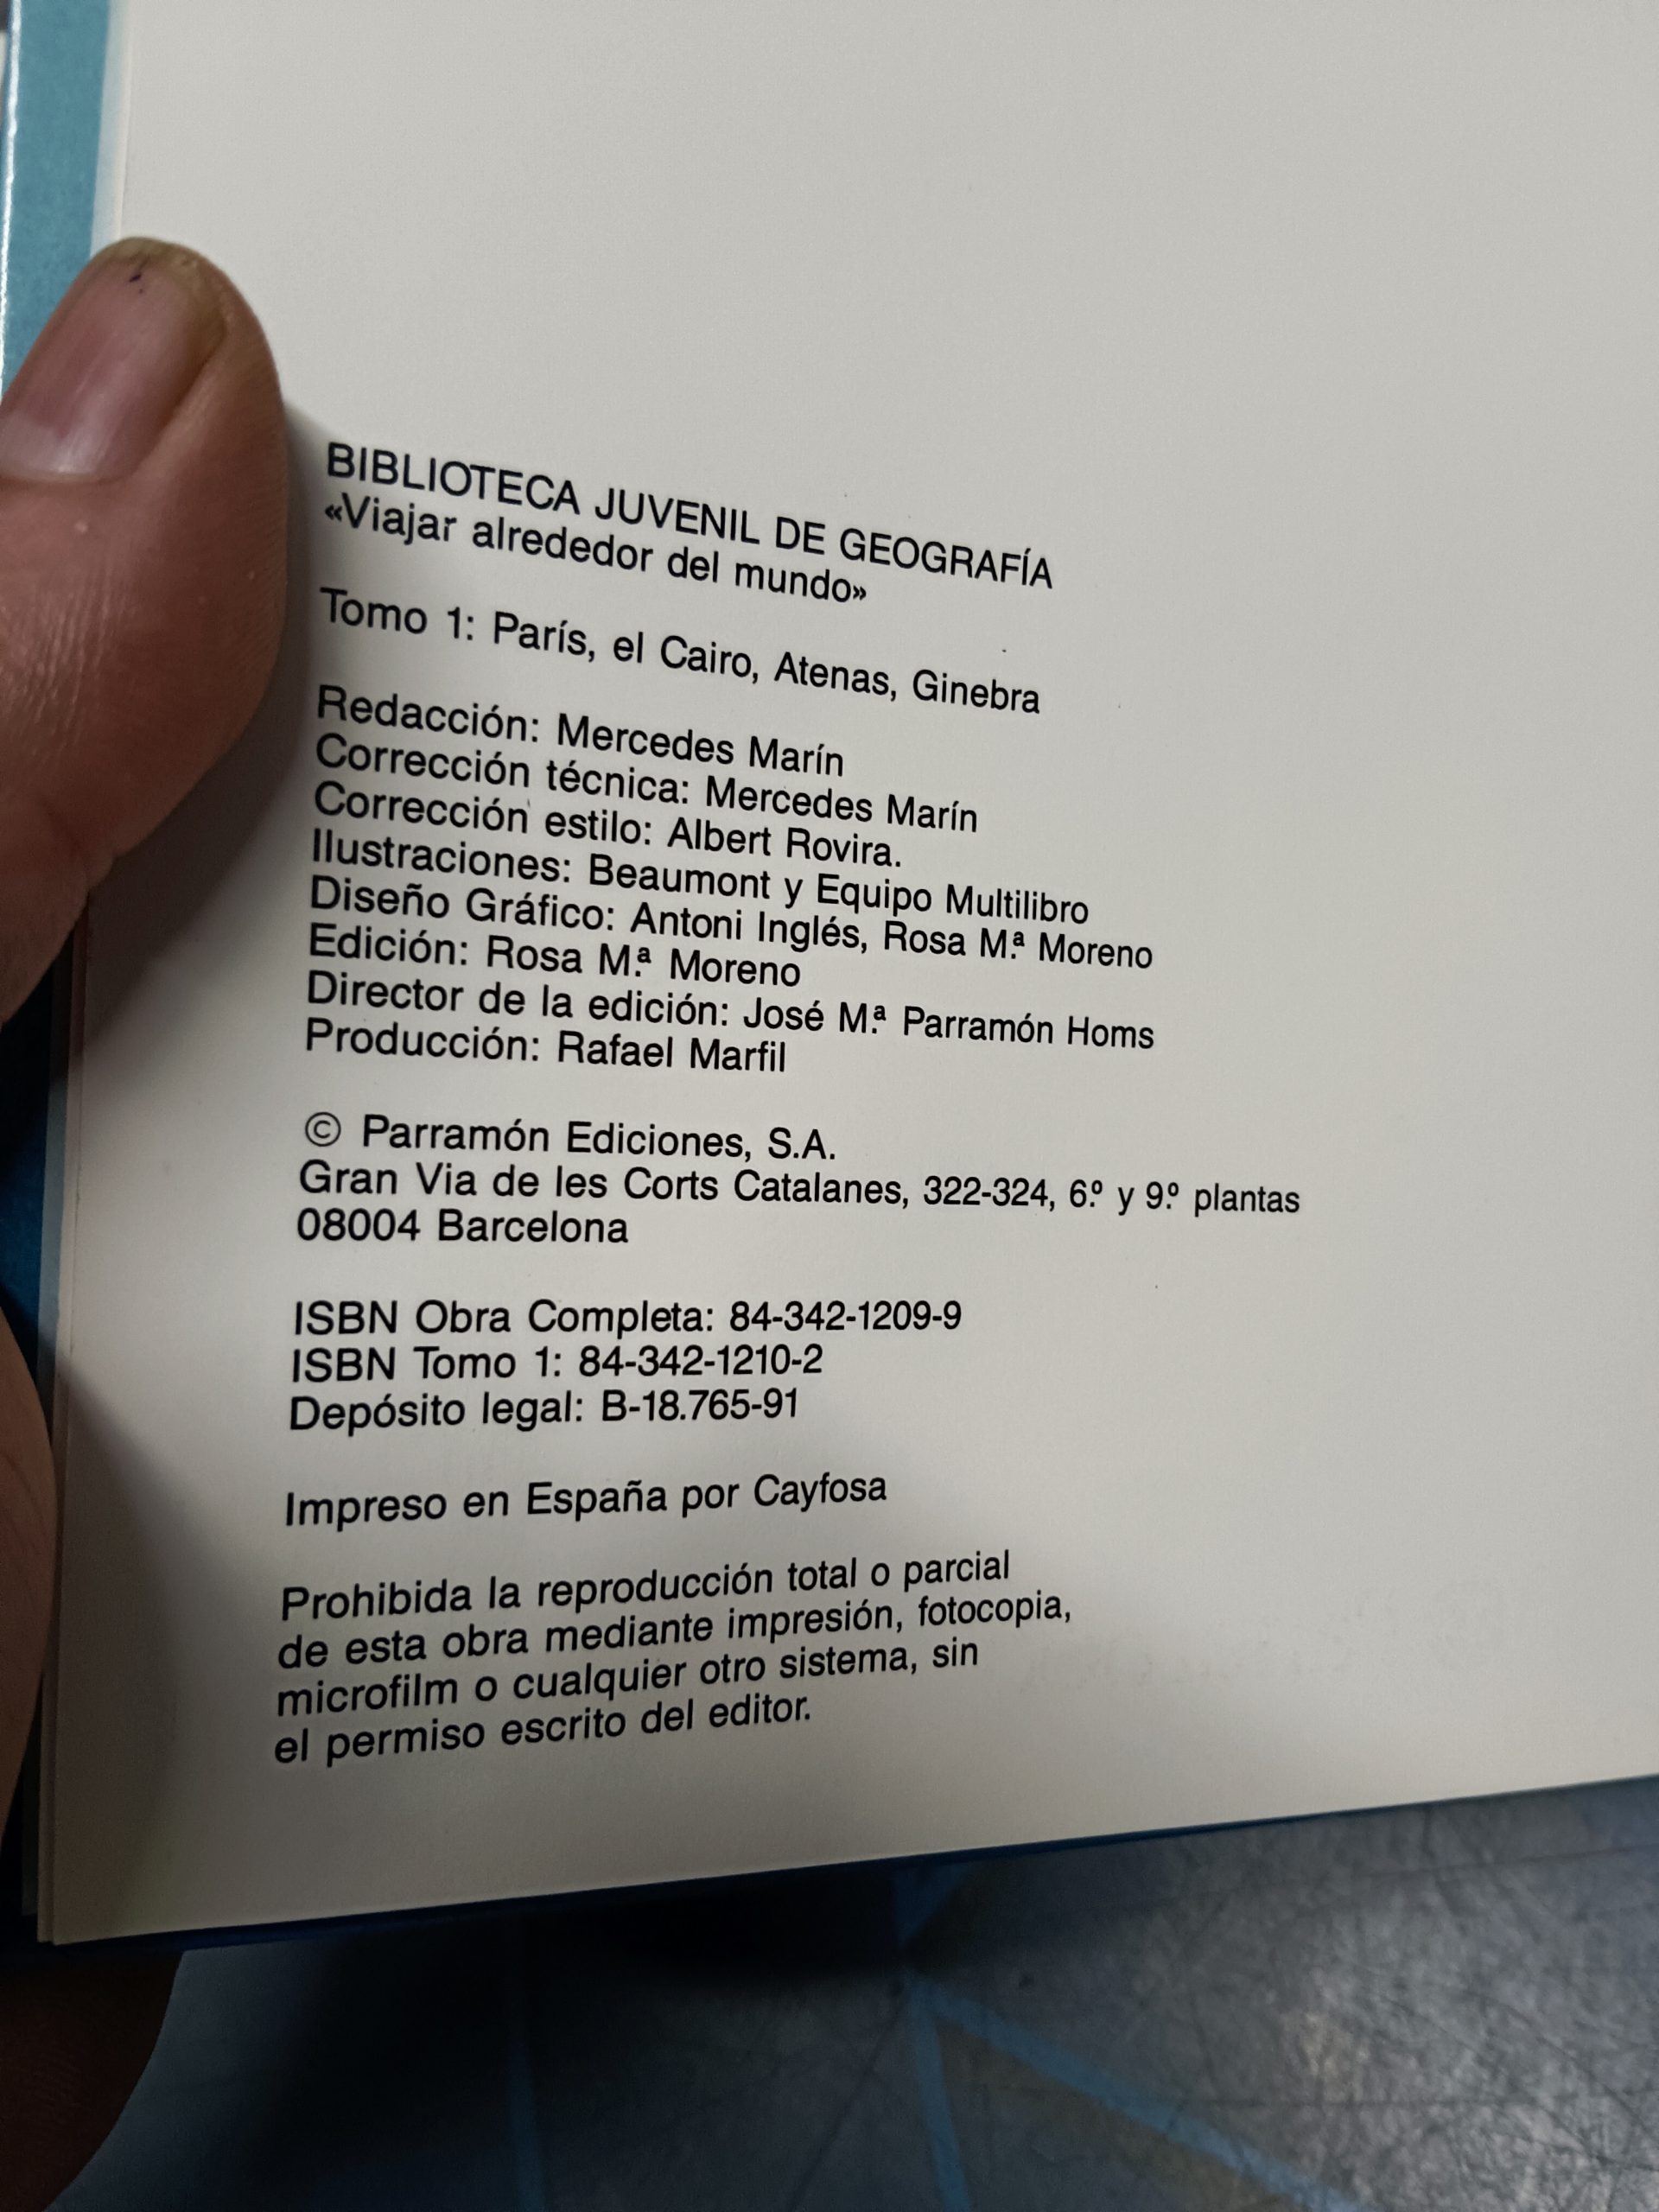 BIBLIOTECA JUVENIL DE GEOGRAFÍA
«Viajar alrededor del mundo»
Tomo 1: París, el Cairo, Atenas, Ginebra
Redacción: Mercedes Marín
Corrección técnica: Mercedes Marín
Corrección estilo: Albert Rovira.
Ilustraciones: Beaumont y Equipo Multilibro
Diseño Gráfico: Antoni Inglés, Rosa M.ª Moreno
Edición: Rosa M.ª Moreno
Director de la edición: José M.ª Parramón Homs
Producción: Rafael Marfil
© Parramón Ediciones, S.A.
Gran Via de les Corts Catalanes, 322-324, 6.º y 9.º plantas
08004 Barcelona
ISBN Obra Completa: 84-342-1209-9
ISBN Tomo 1: 84-342-1210-2
Depósito legal: B-18.765-91
Impreso en España por Cayfosa
Prohibida la reproducción total o parcial
de esta obra mediante impresión, fotocopia,
microfilm o cualquier otro sistema, sin
el permiso escrito del editor.